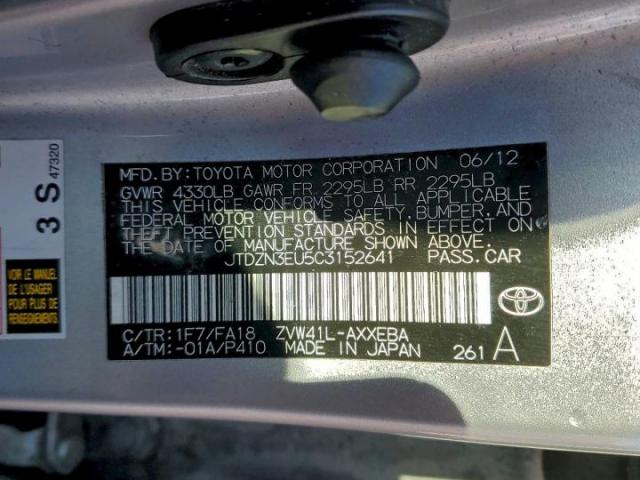 3 S 47320
VOIR LE MANUEL
POUR PLUS DE
MFD. BY: TOYOTA MOTOR CORPORATION 06/12
GVWR 4330LB GAWR FR 2295LB RR 2295LB
THIS VEHICLE CONFORMS TO ALL APPLICABLE
FEDERAL MOTOR VEHICLE SAFETY, BUMPER, AND
THEFT PREVENTION STANDARDS IN EFFECT ON
THE DATE OF MANUFACTURE SHOWN ABOVE.
JTDZN3EU5C3152641 PASS. CAR
C/TR: 1F7/FA18 ZVW41L-AXXEBA
A/TM: -01A/P410 MADE IN JAPAN 261 A